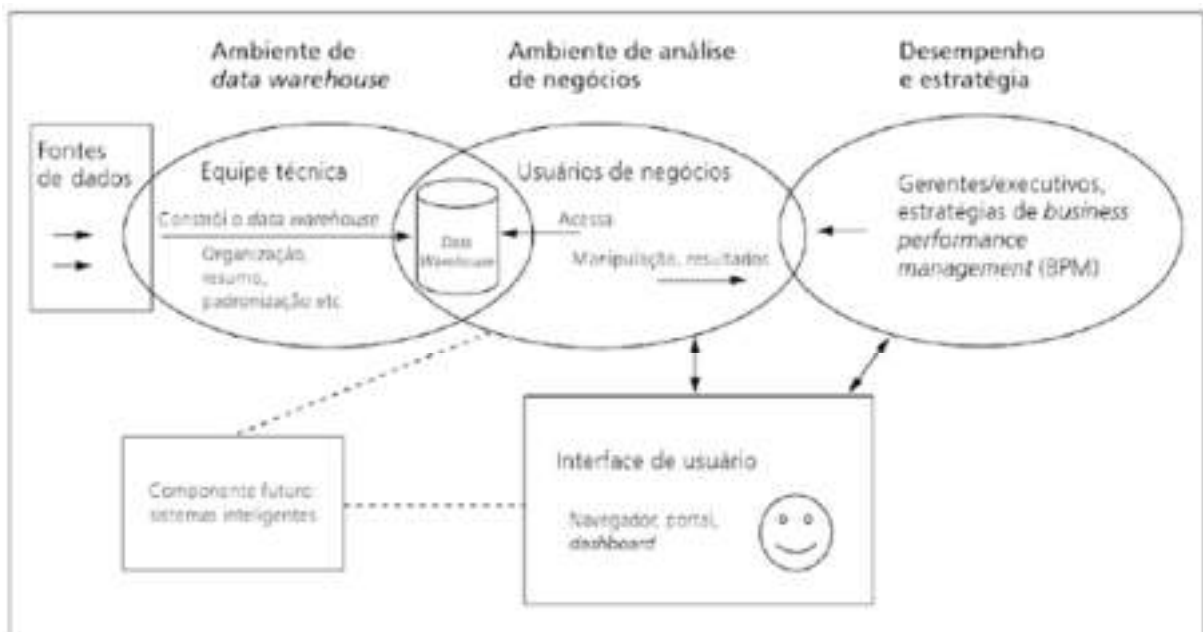 Ambiente de
data warehouse
Ambiente de análise
de negócios
Desempenho
e estratégia
Fontes
de dados
Equipe técnica
Constrói o data warehouse
Organização,
resumo,
padronização etc
Data
Warehouse
Usuários de negócios
Acessa
Manipulação, resultados
Gerentes/executivos,
estratégias de business
performance
management (BPM)
Componente futuro:
sistemas inteligentes
Interface de usuário
Navegador, portal,
dashboard